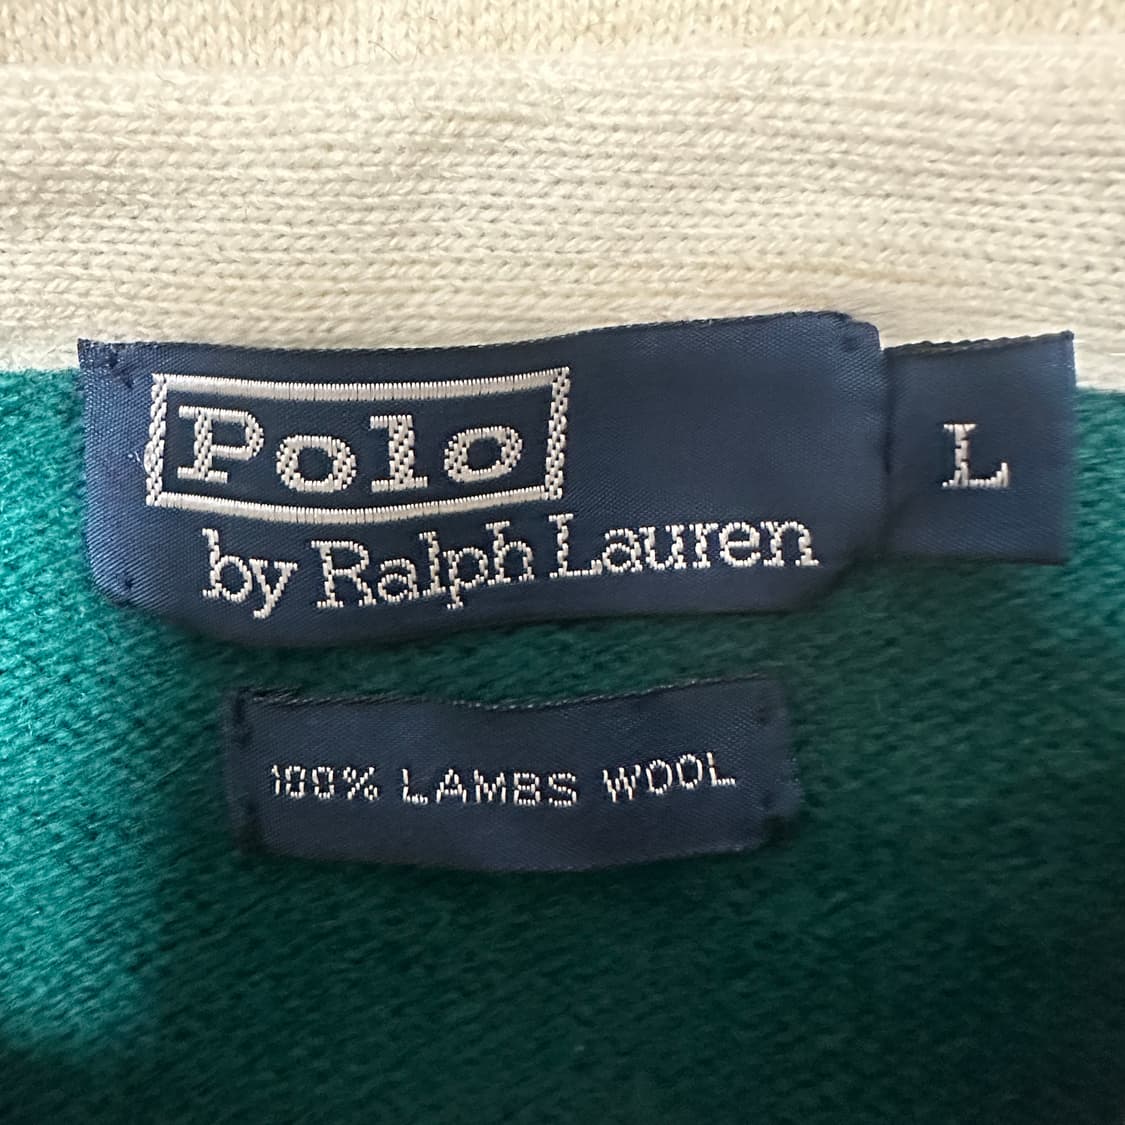 Polo
by Ralph Lauren
L
100% LAMBS WOOL